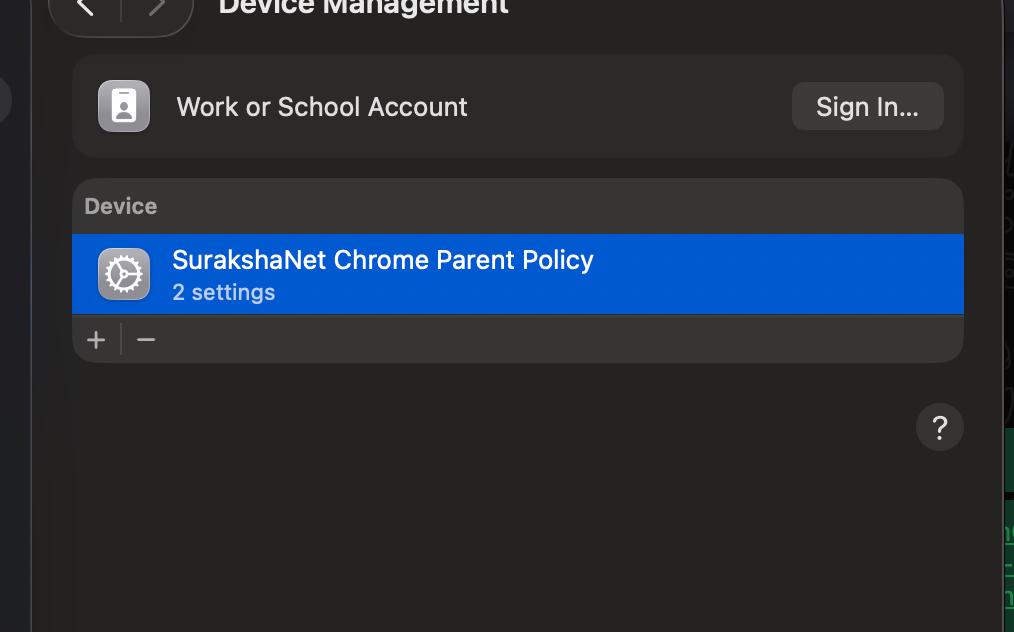 Device Management
Work or School Account
Sign In...
Device
SurakshaNet Chrome Parent Policy
2 settings
+ −
?